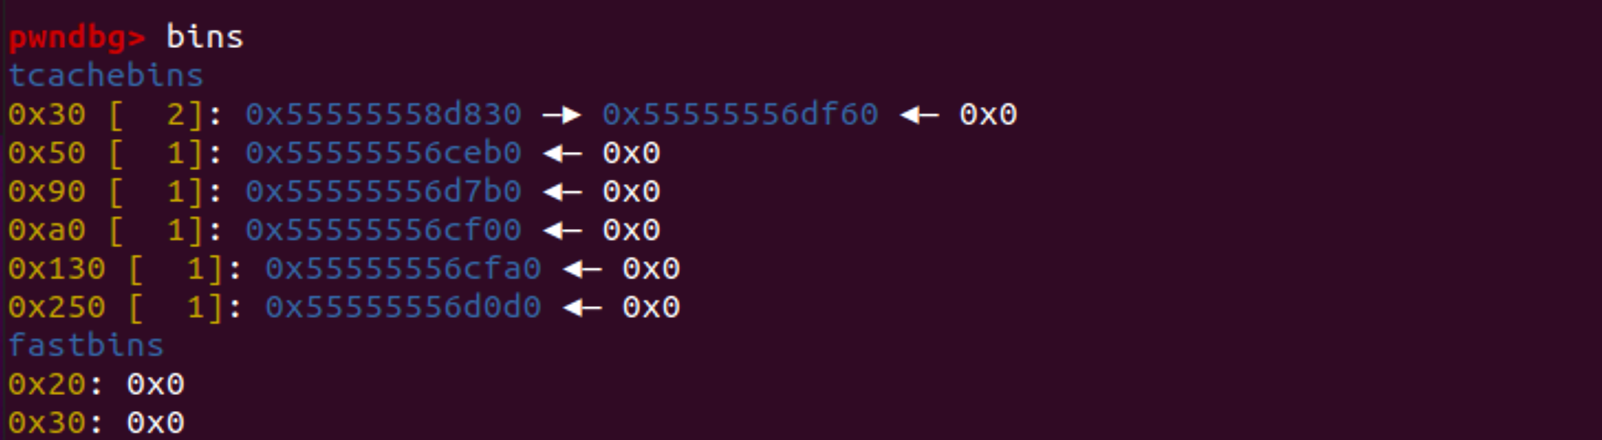 pwndbg> bins
tcachebins
0x30 [  2]: 0x55555558d830 —▸ 0x55555556df60 ◂— 0x0
0x50 [  1]: 0x55555556ceb0 ◂— 0x0
0x90 [  1]: 0x55555556d7b0 ◂— 0x0
0xa0 [  1]: 0x55555556cf00 ◂— 0x0
0x130 [  1]: 0x55555556cfa0 ◂— 0x0
0x250 [  1]: 0x55555556d0d0 ◂— 0x0
fastbins
0x20: 0x0
0x30: 0x0